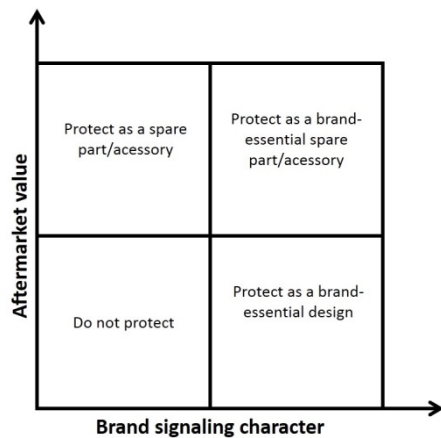 Aftermarket value
Protect as a spare
part/acessory
Protect as a brand-
essential spare
part/acessory
Do not protect
Protect as a brand-
essential design
Brand signaling character